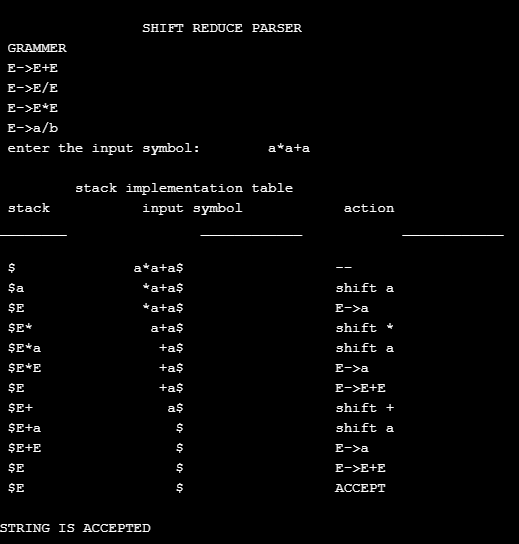 SHIFT REDUCE PARSER
GRAMMER
E->E+E
E->E/E
E->E*E
E->a/b
enter the input symbol: a*a+a
stack implementation table
stack input symbol action
$ a*a+a$ --
$a *a+a$ shift a
$E *a+a$ E->a
$E* a+a$ shift *
$E*a +a$ shift a
$E*E +a$ E->a
$E +a$ E->E+E
$E+ a$ shift +
$E+a $ shift a
$E+E $ E->a
$E $ E->E+E
$E $ ACCEPT
STRING IS ACCEPTED